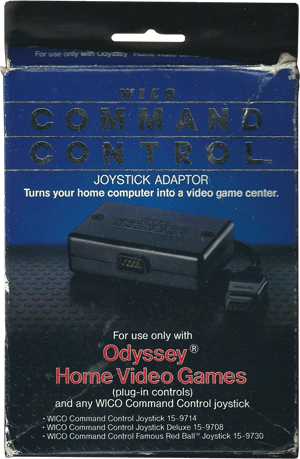 For use only with Odyssey® Home Video
WICO
COMMAND
CONTROL
JOYSTICK ADAPTOR
Turns your home computer into a video game center.
For use only with
Odyssey®
Home Video Games
(plug-in controls)
and any WICO Command Control joystick
• WICO Command Control Joystick 15-9714
• WICO Command Control Joystick Deluxe 15-9708
• WICO Command Control Famous Red Ball™ Joystick 15-9730